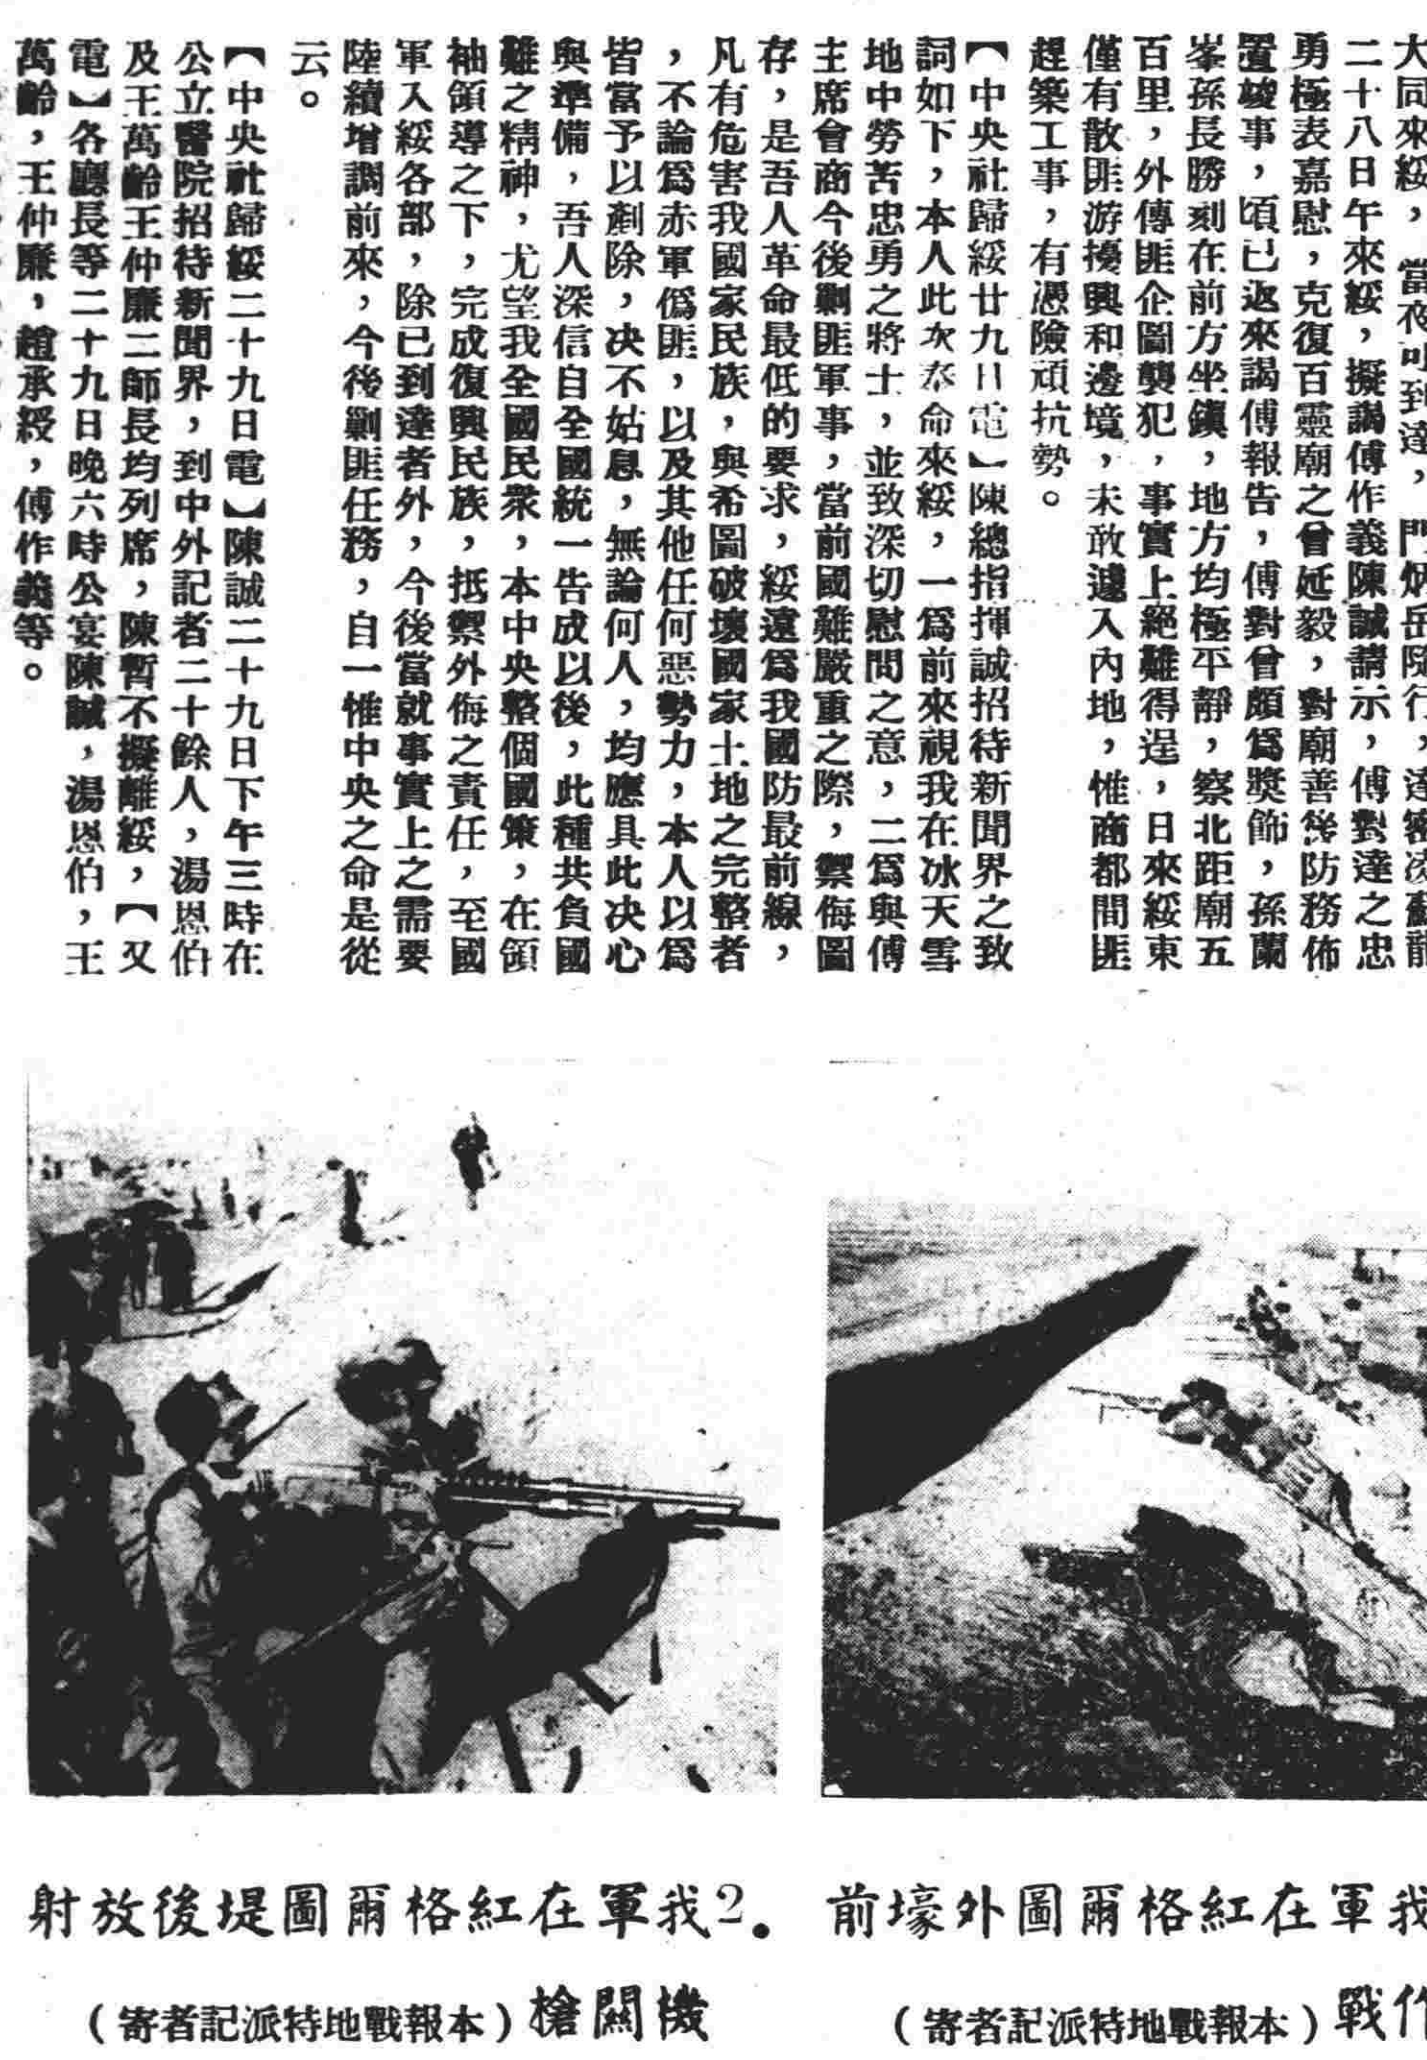 大同來綏，當夜可到達，門炳岳隨行，達密凌蘇龍
二十八日午來綏，擬謁傅作義陳誠請示，傅對達之忠
勇極表嘉慰，克復百靈廟之曾延毅，對廟善後防務佈
置竣事，頃已返來謁傅報告，傅對曾頗爲獎飾，孫蘭
峯孫長勝刻在前方坐鎮，地方均極平靜，察北距廟五
百里，外傳匪企圖襲犯，事實上絕難得逞，日來綏東
僅有散匪游擾興和邊境，未敢遽入內地，惟商都間匪
趕築工事，有憑險頑抗勢。
【中央社歸綏廿九日電】陳總指揮誠招待新聞界之致
詞如下，本人此次奉命來綏，一爲前來視我在冰天雪
地中勞苦忠勇之將士，並致深切慰問之意，二爲與傅
主席會商今後剿匪軍事，當前國難嚴重之際，禦侮圖
存，是吾人革命最低的要求，綏遠爲我國防最前線，
凡有危害我國家民族，與希圖破壞國家土地之完整者
，不論爲赤軍僞匪，以及其他任何惡勢力，本人以爲
皆當予以剷除，决不姑息，無論何人，均應具此决心
與準備，吾人深信自全國統一告成以後，此種共負國
難之精神，尤望我全國民衆，本中央整個國策，在領
袖領導之下，完成復興民族，抵禦外侮之責任，至國
軍入綏各部，除已到達者外，今後當就事實上之需要
陸續增調前來，今後剿匪任務，自一惟中央之命是從
云。
【中央社歸綏二十九日電】陳誠二十九日下午三時在
公立醫院招待新聞界，到中外記者二十餘人，湯恩伯
及王萬齡王仲廉二師長均列席，陳暫不擬離綏，【又
電】各廳長等二十九日晚六時公宴陳誠，湯恩伯，王
萬齡，王仲廉，趙承綬，傅作義等。
我軍在紅格爾圖外壕前
作戰（本報戰地特派記者寄）
2.我軍在紅格爾圖堤後放射
機關槍（本報戰地特派記者寄）